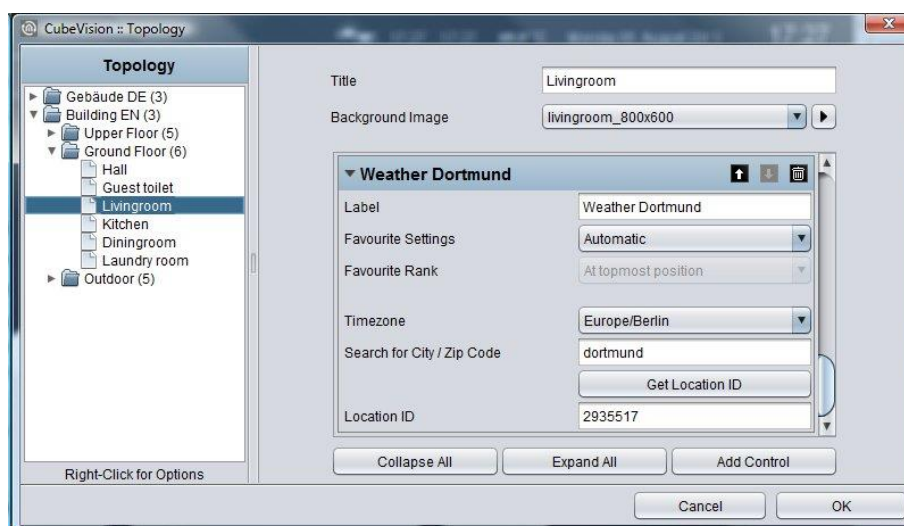 CubeVision :: Topology
Topology
Gebäude DE (3)
Building EN (3)
Upper Floor (5)
Ground Floor (6)
Hall
Guest toilet
Livingroom
Kitchen
Diningroom
Laundry room
Outdoor (5)
Right-Click for Options
Title Livingroom
Background Image livingroom_800x600
Weather Dortmund
Label Weather Dortmund
Favourite Settings Automatic
Favourite Rank At topmost position
Timezone Europe/Berlin
Search for City / Zip Code dortmund
Get Location ID
Location ID 2935517
Collapse All Expand All Add Control
Cancel OK